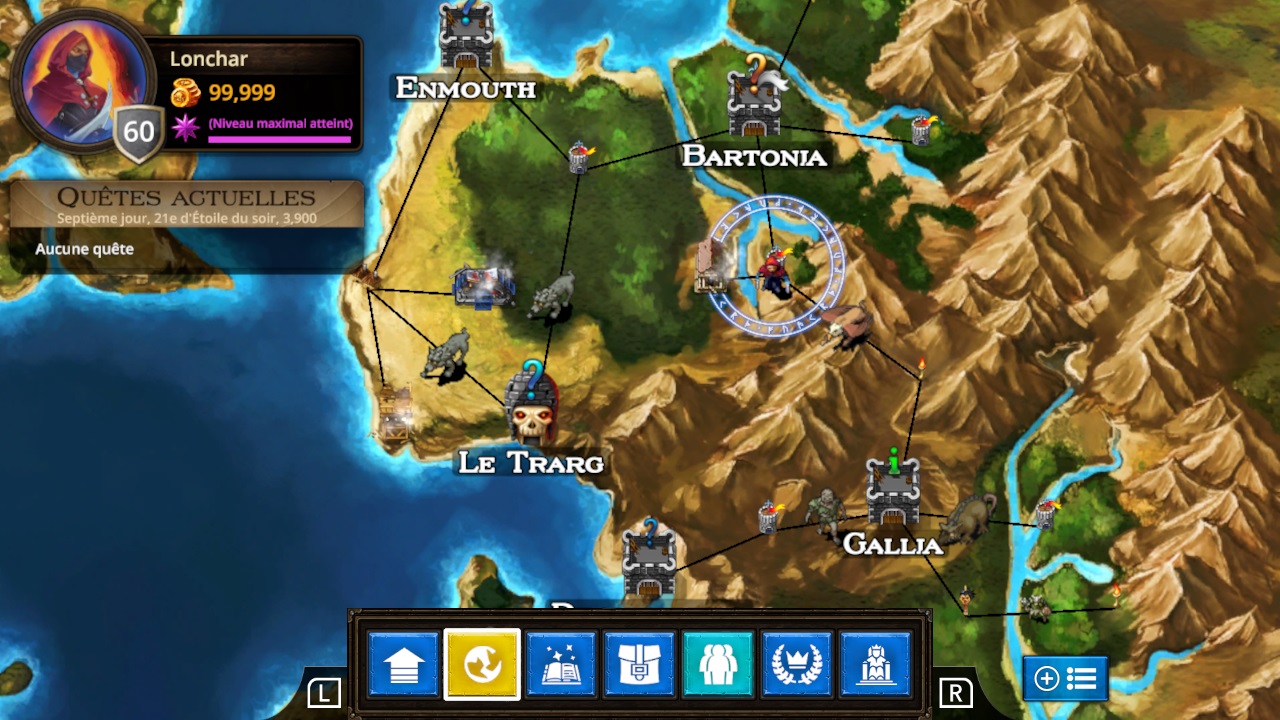 Lonchar
99,999
60
(Niveau maximal atteint)
Quêtes actuelles
Septième jour, 21e d'Étoile du soir, 3,900
Aucune quête
Enmouth
Bartonia
Le Trarg
Gallia
L
R